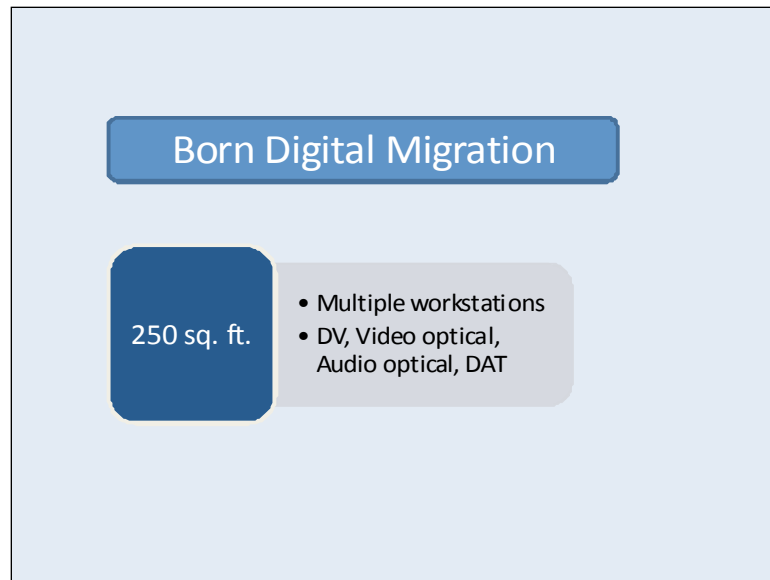 Born Digital Migration
250 sq. ft.
• Multiple workstations
• DV, Video optical,
Audio optical, DAT